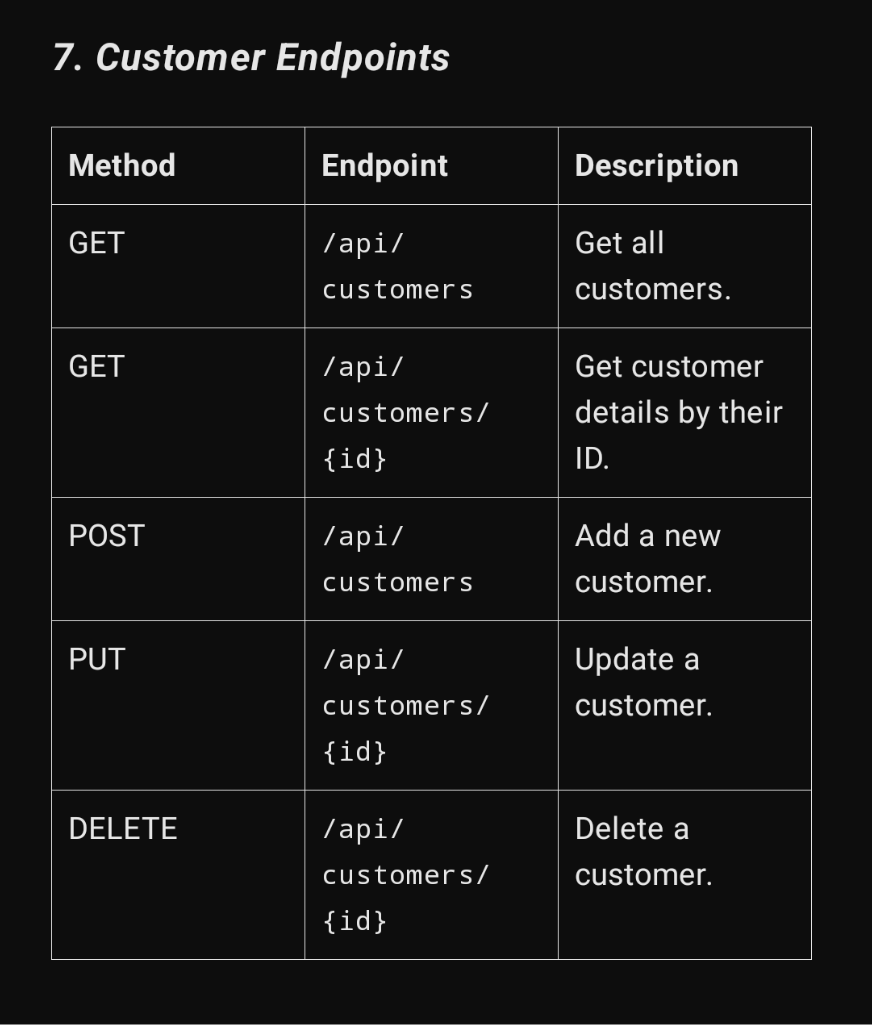 7. Customer Endpoints
Method Endpoint Description
GET /api/ Get all
customers customers.
GET /api/ Get customer
customers/ details by their
{id} ID.
POST /api/ Add a new
customers customer.
PUT /api/ Update a
customers/ customer.
{id}
DELETE /api/ Delete a
customers/ customer.
{id}